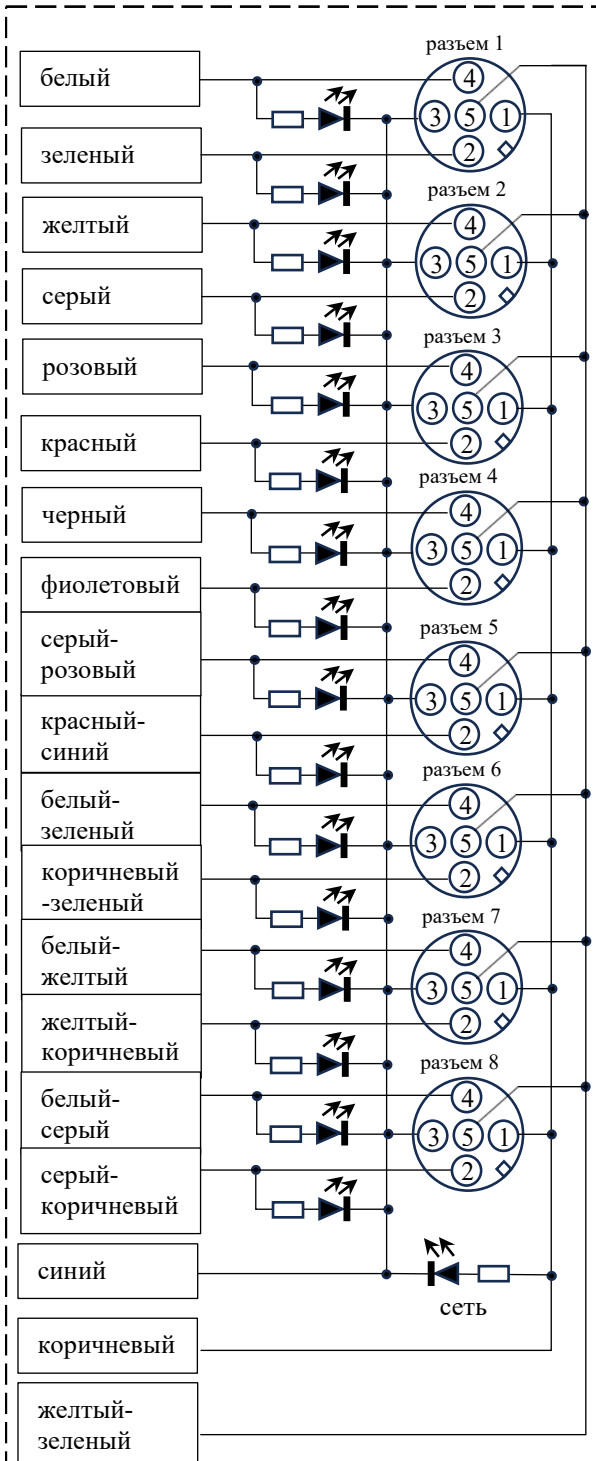 разъем 1
белый
4
3 5 1
зеленый
2
разъем 2
желтый
4
3 5 1
серый
2
разъем 3
розовый
4
3 5 1
красный
2
разъем 4
черный
4
3 5 1
фиолетовый
2
разъем 5
серый-
розовый
4
3 5 1
красный-
синий
2
разъем 6
белый-
зеленый
4
3 5 1
коричневый
-зеленый
2
разъем 7
белый-
желтый
4
3 5 1
желтый-
коричневый
2
разъем 8
белый-
серый
4
3 5 1
серый-
коричневый
2
синий
сеть
коричневый
желтый-
зеленый